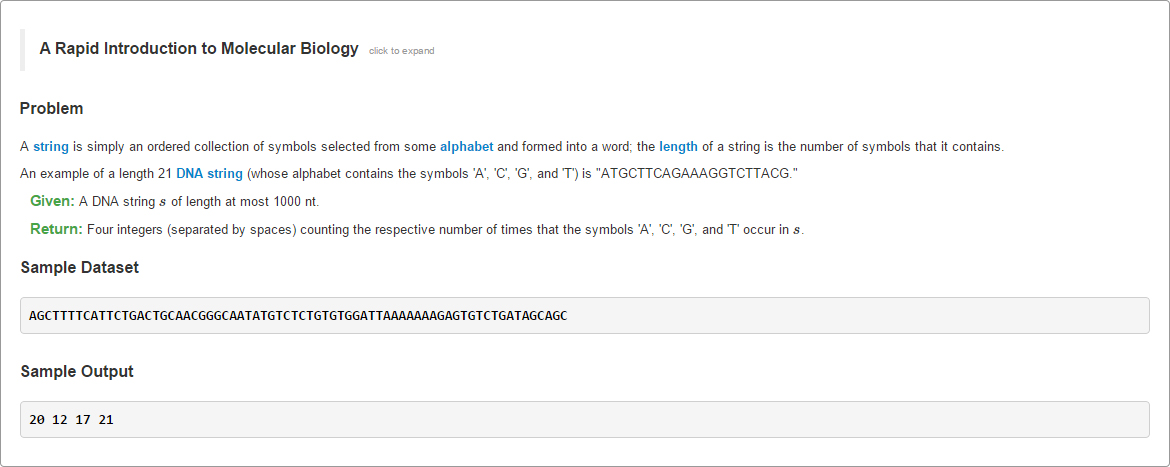 A Rapid Introduction to Molecular Biology click to expand
Problem
A string is simply an ordered collection of symbols selected from some alphabet and formed into a word; the length of a string is the number of symbols that it contains.
An example of a length 21 DNA string (whose alphabet contains the symbols 'A', 'C', 'G', and 'T') is "ATGCTTCAGAAAGGTCTTACG."
Given: A DNA string s of length at most 1000 nt.
Return: Four integers (separated by spaces) counting the respective number of times that the symbols 'A', 'C', 'G', and 'T' occur in s.
Sample Dataset
AGCTTTTCATTCTGACTGCAACGGGCAATATGTCTCTGTGTGGATTAAAAAAAGAGTGTCTGATAGCAGC
Sample Output
20 12 17 21